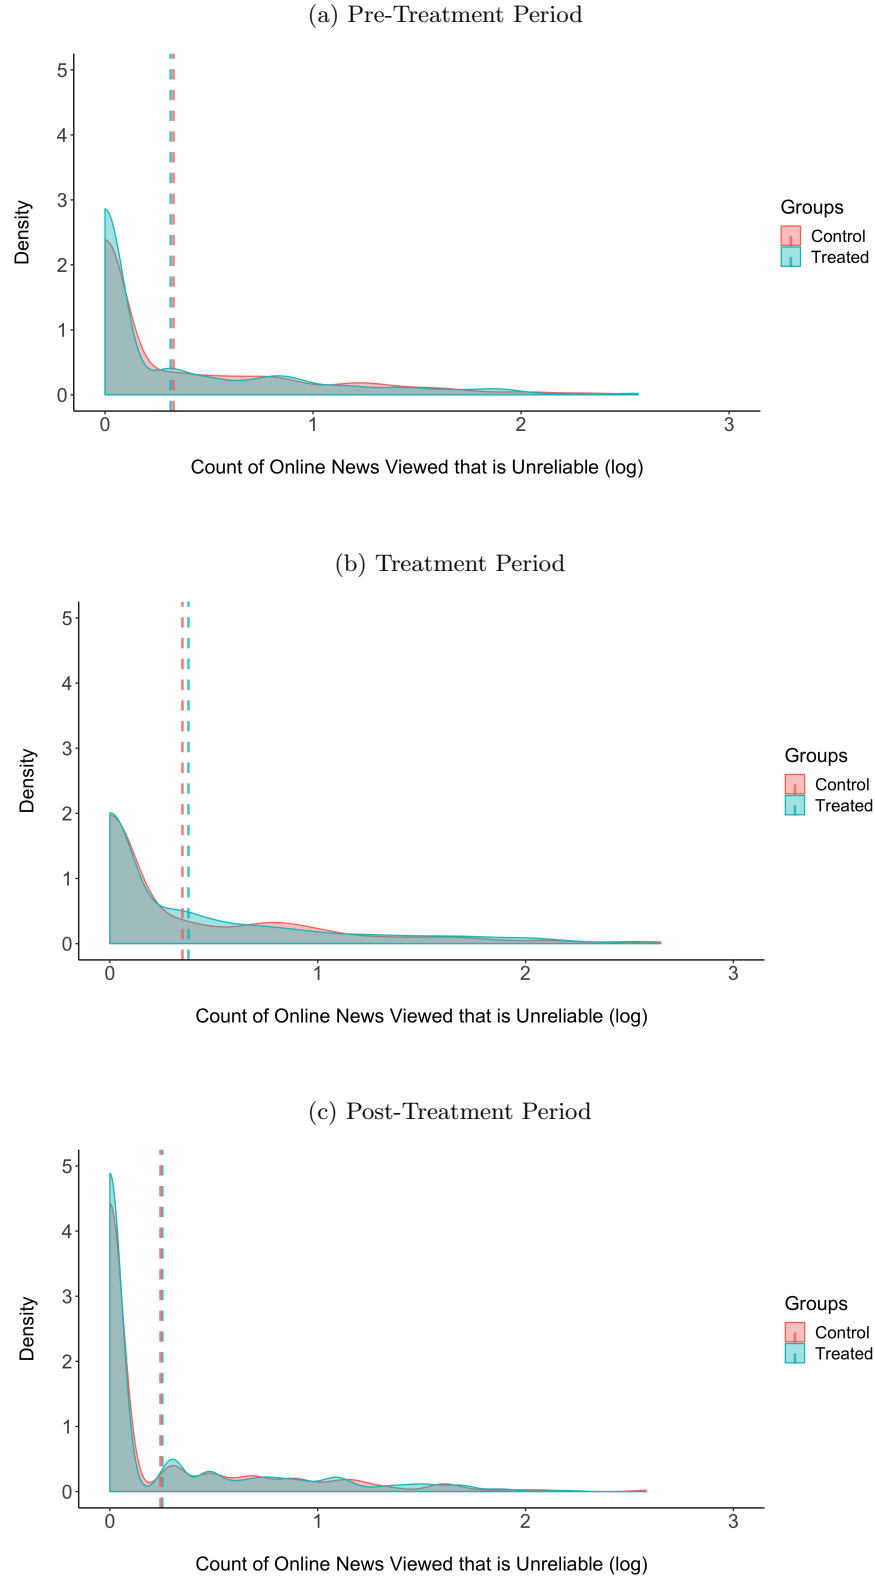 (a) Pre-Treatment Period
5
4
3
2
1
0
Density
0 1 2 3
Count of Online News Viewed that is Unreliable (log)
Groups
Control
Treated
(b) Treatment Period
5
4
3
2
1
0
Density
0 1 2 3
Count of Online News Viewed that is Unreliable (log)
Groups
Control
Treated
(c) Post-Treatment Period
5
4
3
2
1
0
Density
0 1 2 3
Count of Online News Viewed that is Unreliable (log)
Groups
Control
Treated